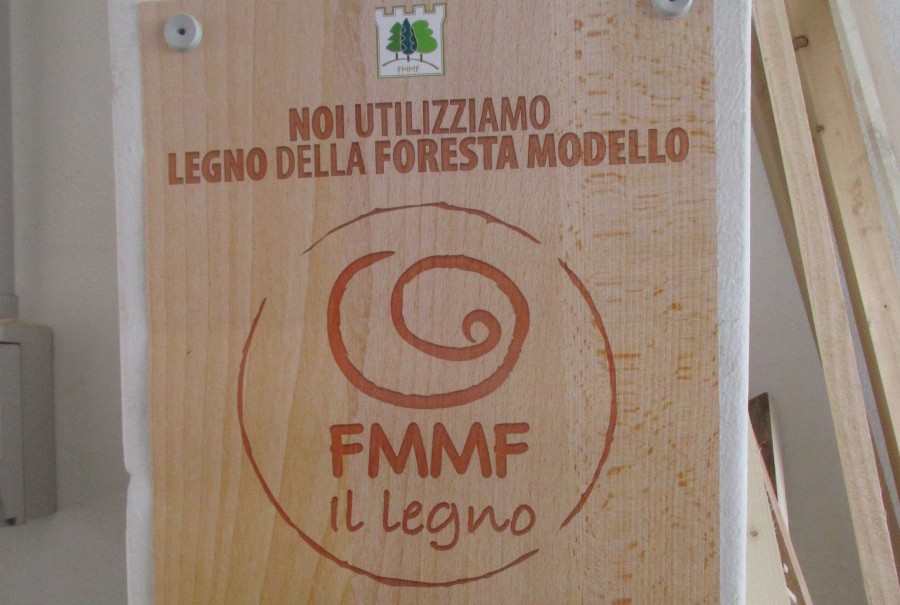 FMMF
NOI UTILIZZIAMO
LEGNO DELLA FORESTA MODELLO
FMMF
il legno